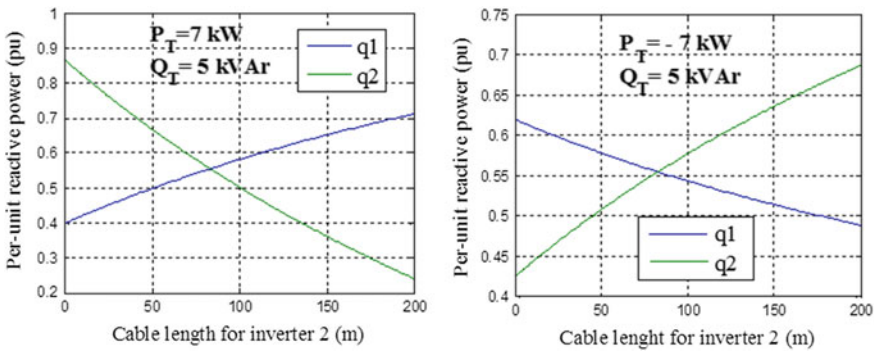 Per-unit reactive power (pu)
1
0.9
0.8
0.7
0.6
0.5
0.4
0.3
0.2
0
50
100
150
200
P_T=7 kW
Q_T= 5 kVAr
q1
q2
Cable length for inverter 2 (m)
Per-unit reactive power (pu)
0.75
0.7
0.65
0.6
0.55
0.5
0.45
0.4
0
50
100
150
200
P_T= - 7 kW
Q_T= 5 kVAr
q1
q2
Cable lenght for inverter 2 (m)